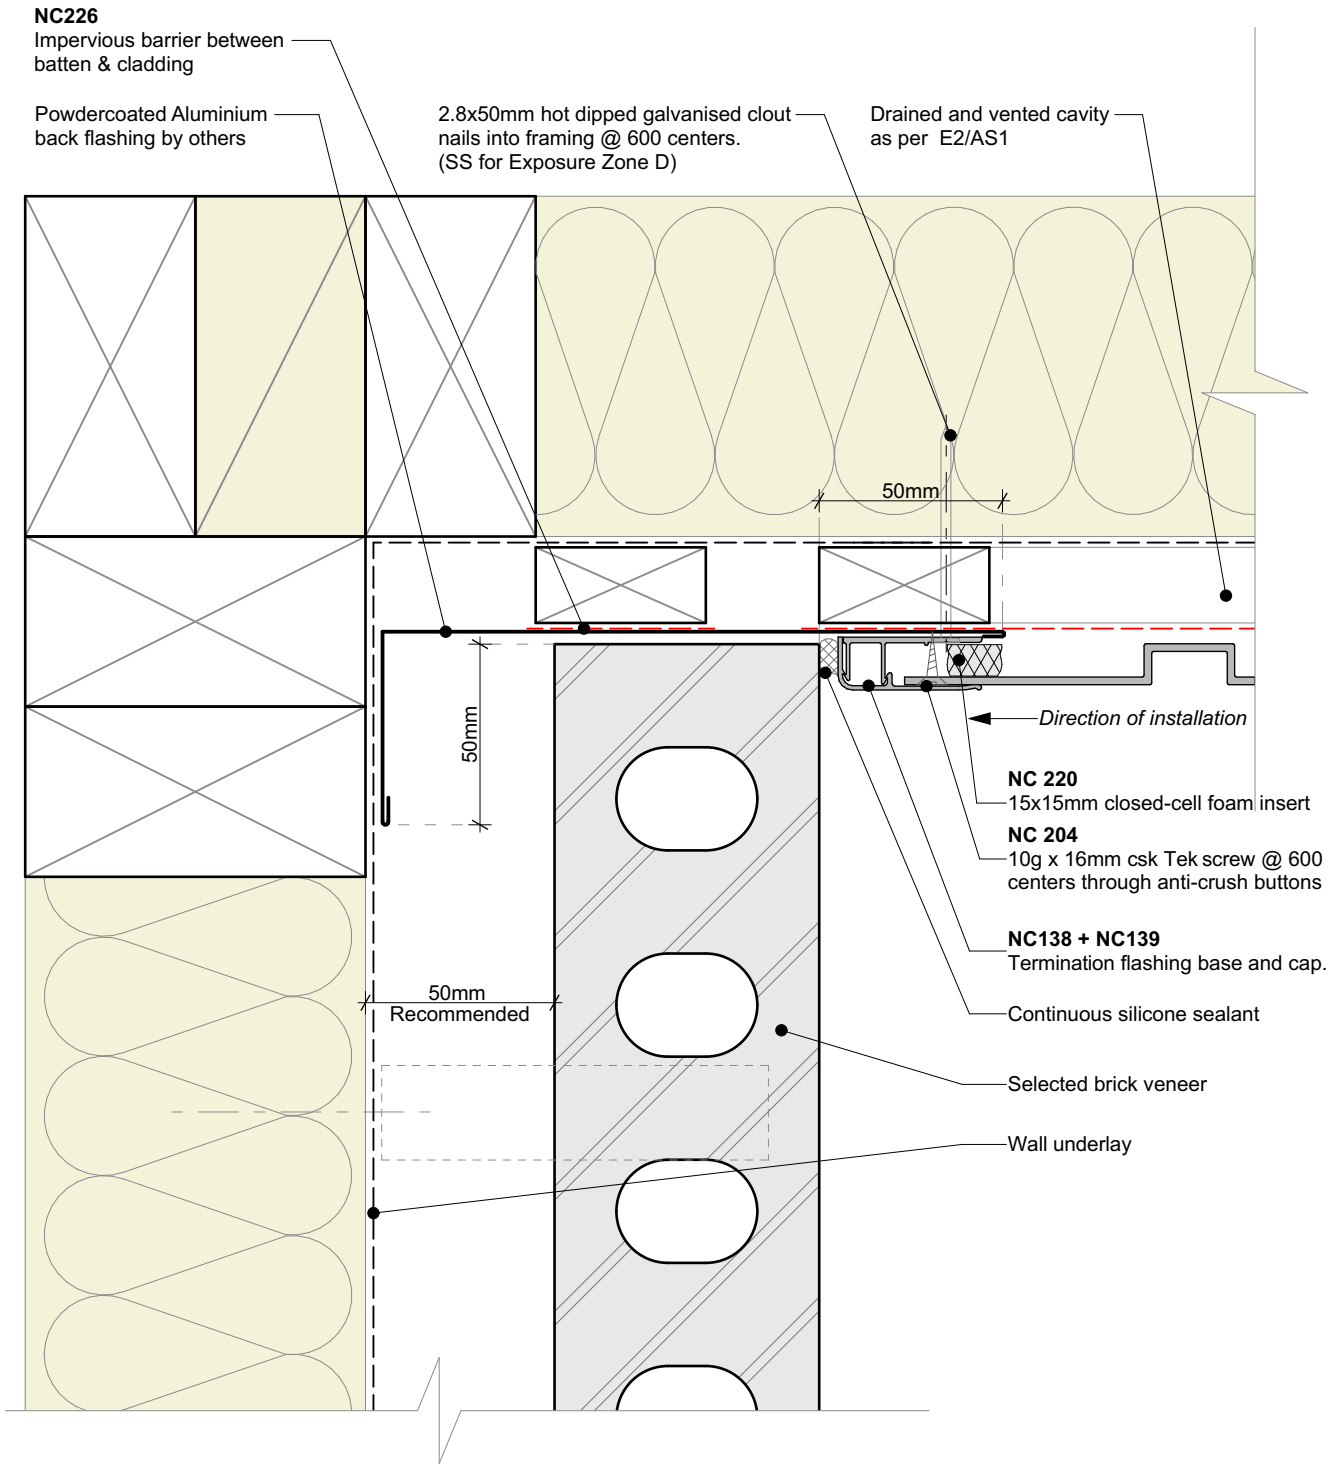 NC226
Impervious barrier between
batten & cladding
Powdercoated Aluminium
back flashing by others
2.8x50mm hot dipped galvanised clout
nails into framing @ 600 centers.
(SS for Exposure Zone D)
Drained and vented cavity
as per E2/AS1
50mm
50mm
Direction of installation
NC 220
15x15mm closed-cell foam insert
NC 204
10g x 16mm csk Tek screw @ 600
centers through anti-crush buttons
NC138 + NC139
Termination flashing base and cap.
50mm
Recommended
Continuous silicone sealant
Selected brick veneer
Wall underlay